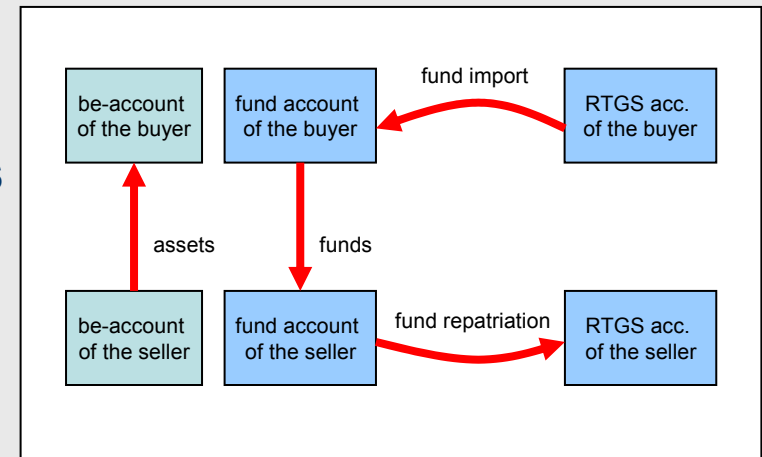 fund import
be-account
of the buyer
fund account
of the buyer
RTGS acc.
of the buyer
assets
funds
be-account
of the seller
fund account
of the seller
fund repatriation
RTGS acc.
of the seller